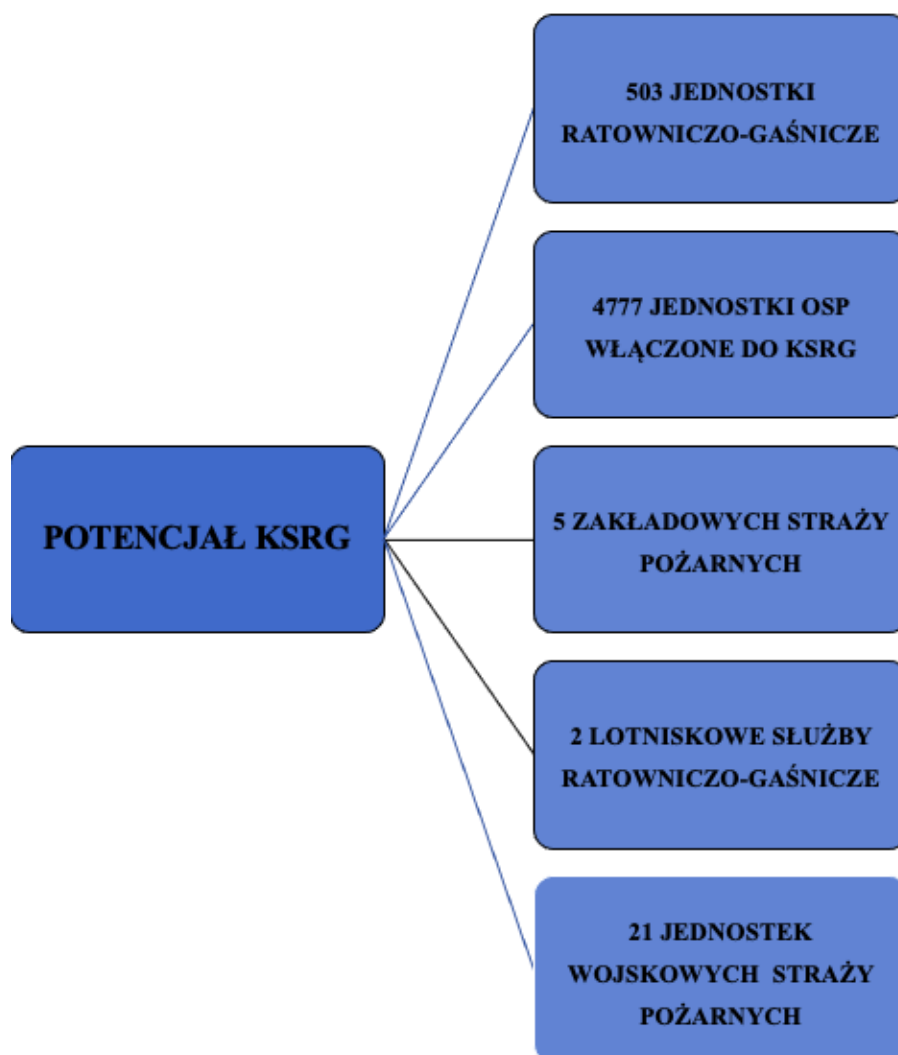 503 JEDNOSTKI
RATOWNICZO-GAŚNICZE
4777 JEDNOSTKI OSP
WŁĄCZONE DO KSRG
POTENCJAŁ KSRG
5 ZAKŁADOWYCH STRAŻY
POŻARNYCH
2 LOTNISKOWE SŁUŻBY
RATOWNICZO-GAŚNICZE
21 JEDNOSTEK
WOJSKOWYCH STRAŻY
POŻARNYCH